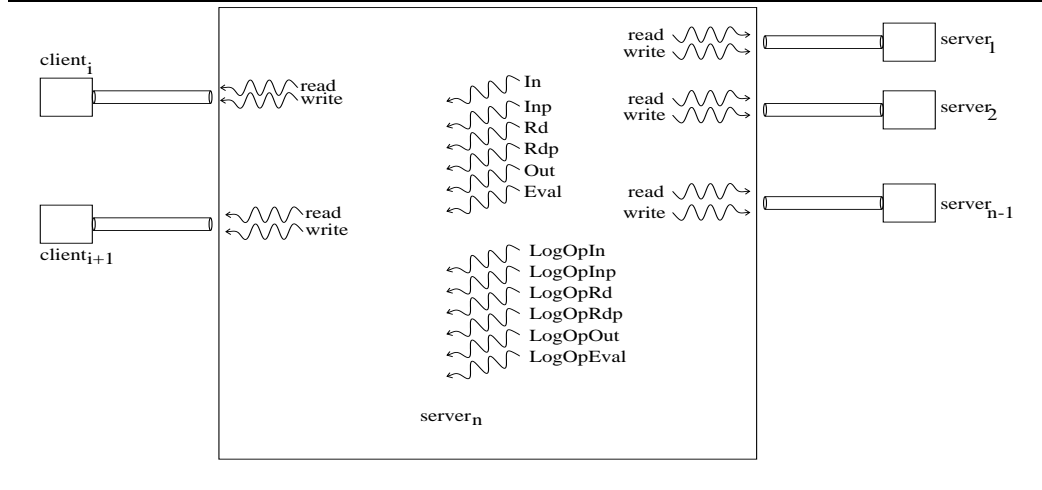 client_i
read
write
read
write
client_i+1
In
Inp
Rd
Rdp
Out
Eval
LogOpIn
LogOpInp
LogOpRd
LogOpRdp
LogOpOut
LogOpEval
server_n
read
write
server_1
read
write
server_2
read
write
server_n-1